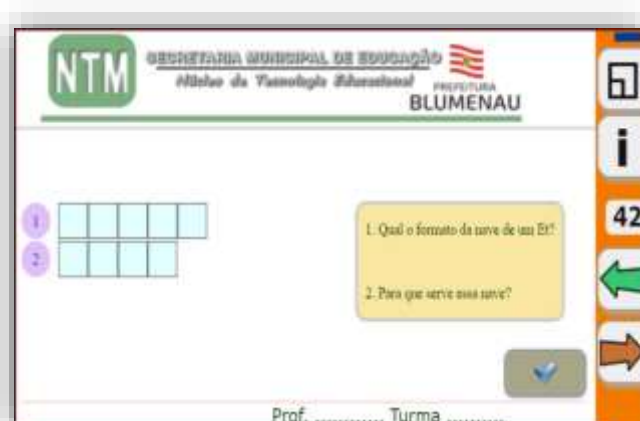 NTM
SECRETARIA MUNICIPAL DE EDUCAÇÃO
Núcleo de Tecnologia Educacional
PREFEITURA
BLUMENAU
1
2
1. Qual o formato da nave de um Et?
2. Para que serve essa nave?
i
42
Prof. ............ Turma ..........